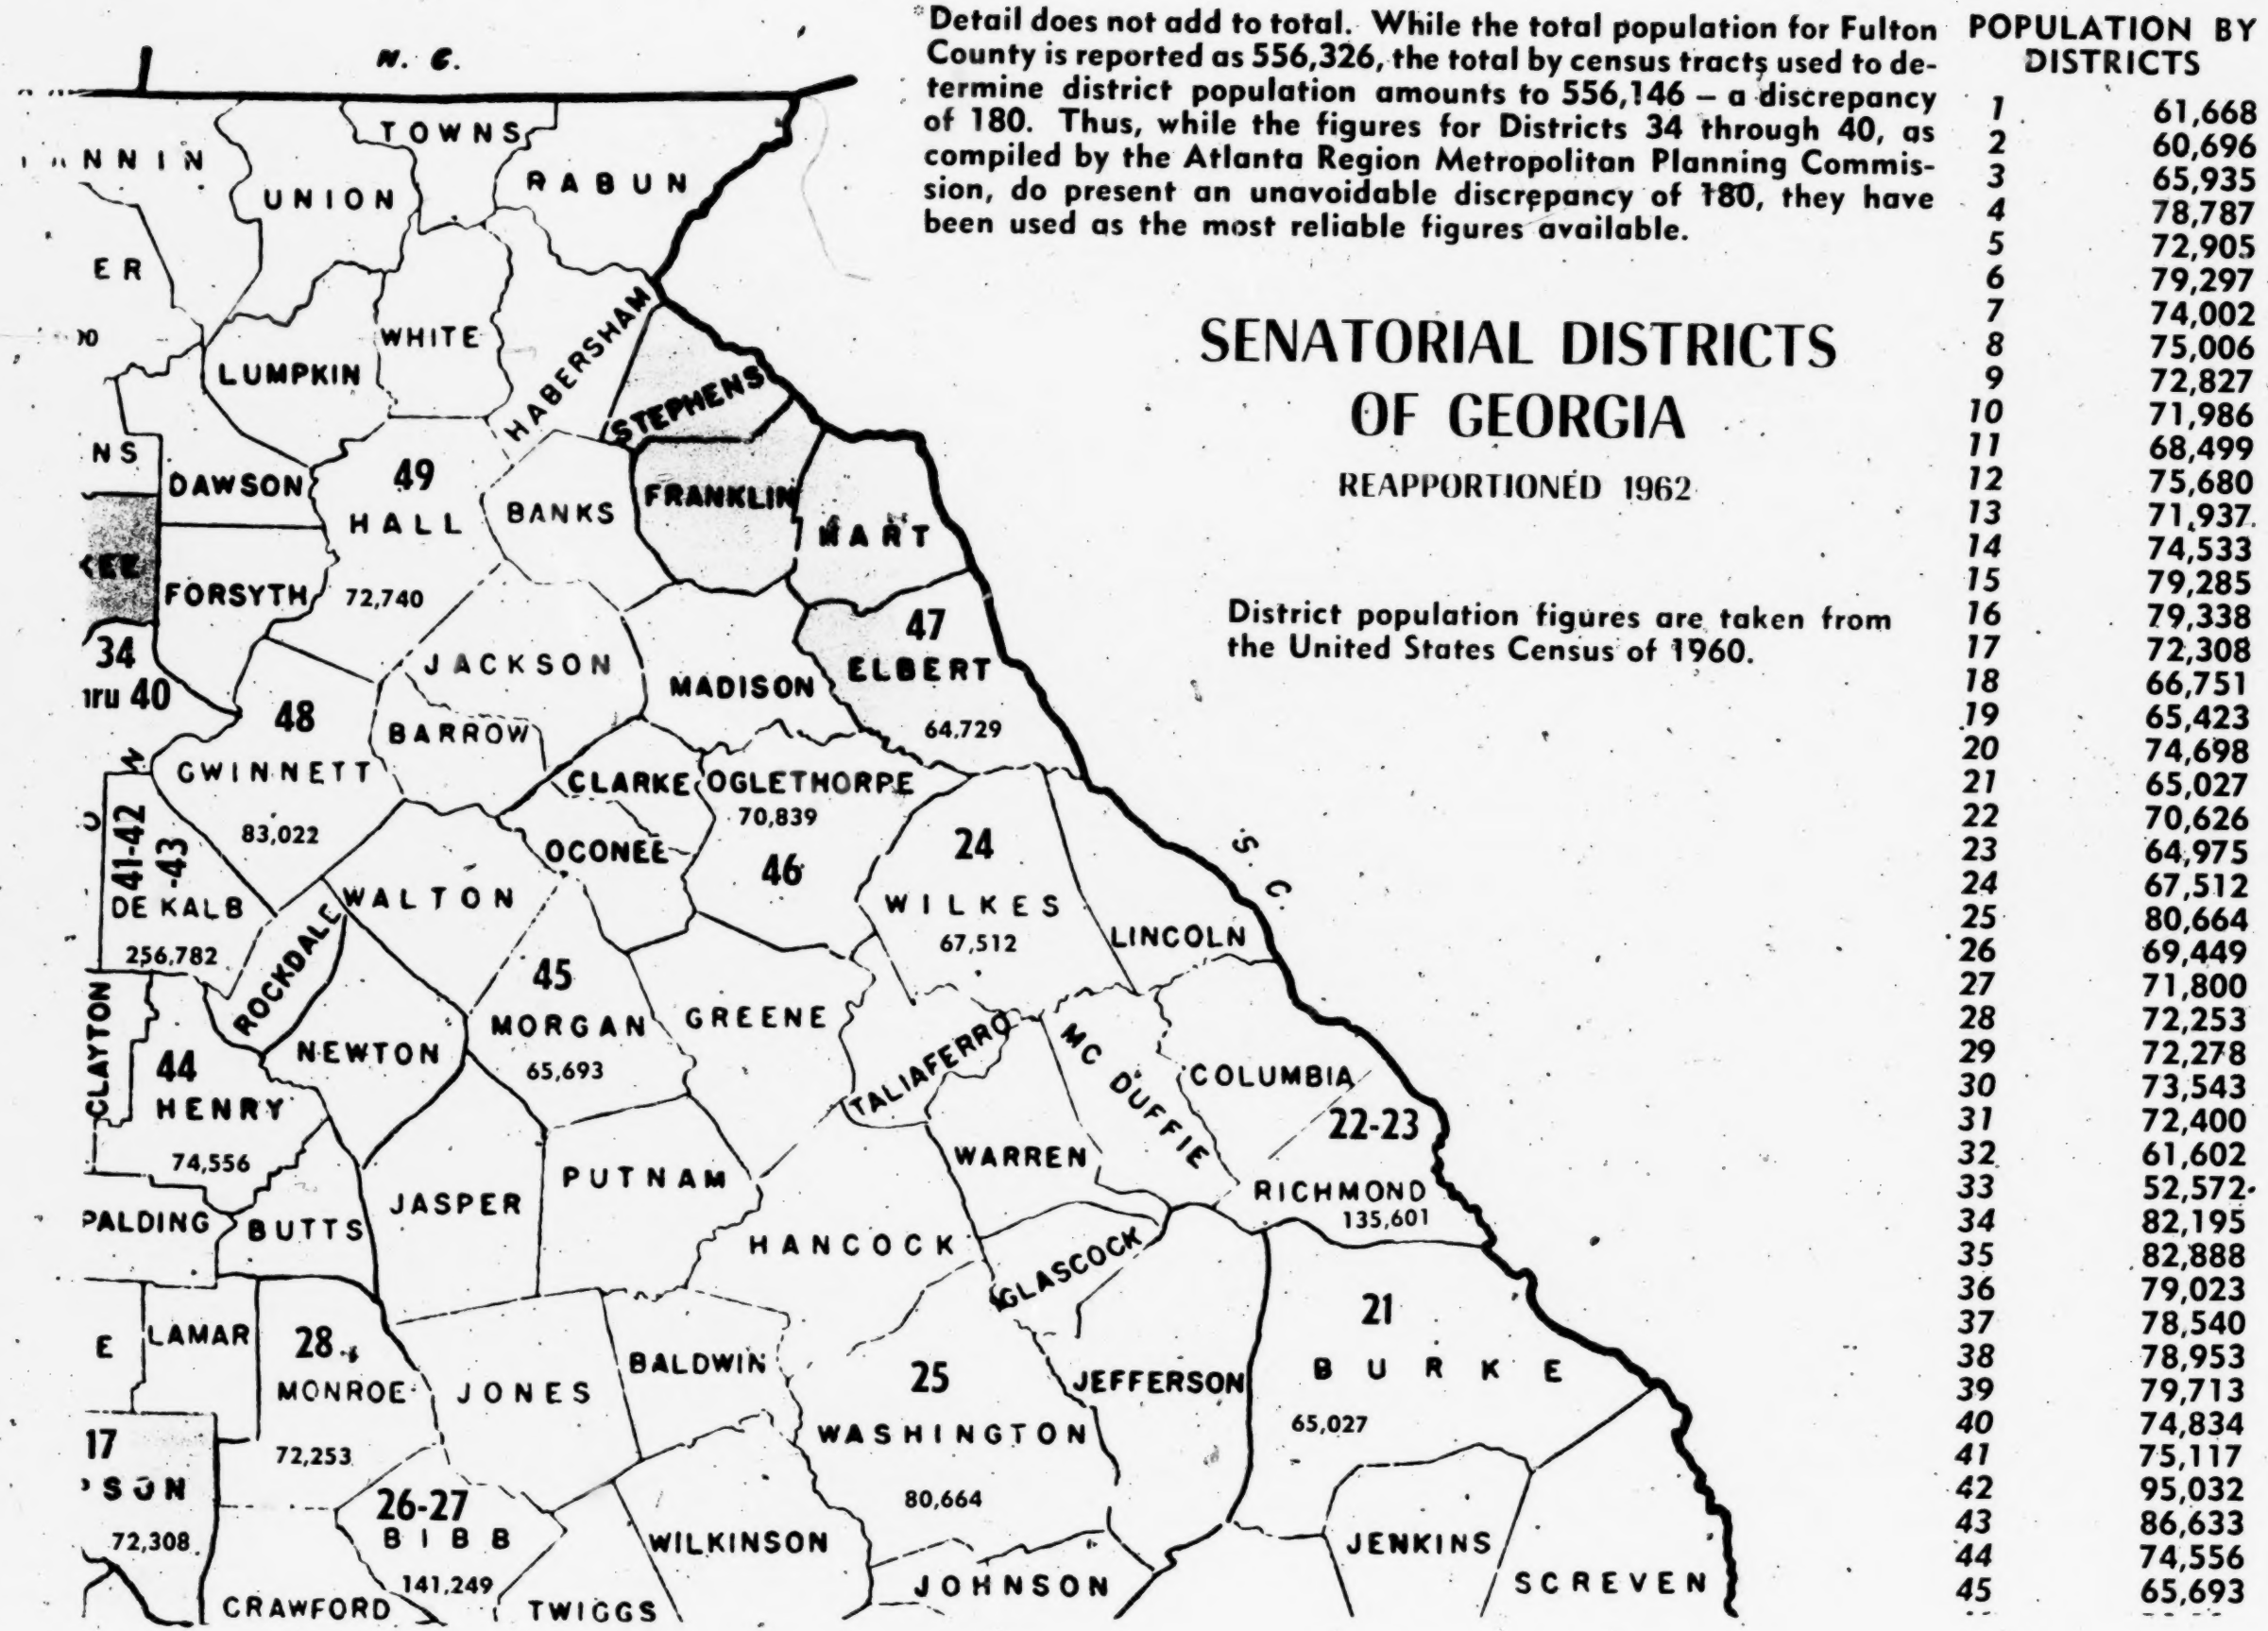 *Detail does not add to total. While the total population for Fulton
County is reported as 556,326, the total by census tracts used to de-
termine district population amounts to 556,146 – a discrepancy
of 180. Thus, while the figures for Districts 34 through 40, as
compiled by the Atlanta Region Metropolitan Planning Commis-
sion, do present an unavoidable discrepancy of 180, they have
been used as the most reliable figures available.
SENATORIAL DISTRICTS
OF GEORGIA
REAPPORTIONED 1962
District population figures are taken from
the United States Census of 1960.
POPULATION BY
DISTRICTS
1 61,668
2 60,696
3 65,935
4 78,787
5 72,905
6 79,297
7 74,002
8 75,006
9 72,827
10 71,986
11 68,499
12 75,680
13 71,937
14 74,533
15 79,285
16 79,338
17 72,308
18 66,751
19 65,423
20 74,698
21 65,027
22 70,626
23 64,975
24 67,512
25 80,664
26 69,449
27 71,800
28 72,253
29 72,278
30 73,543
31 72,400
32 61,602
33 52,572
34 82,195
35 82,888
36 79,023
37 78,540
38 78,953
39 79,713
40 74,834
41 75,117
42 95,032
43 86,633
44 74,556
45 65,693
N. C.
TOWNS
NNIN
UNION
RABUN
ER
WHITE
HABERSHAM
LUMPKIN
STEPHENS
NS
DAWSON
49
HALL
72,740
BANKS
FRANKLIN
HART
KEE
FORSYTH
34
hru 40
47
ELBERT
64,729
JACKSON
MADISON
48
GWINNETT
83,022
BARROW
CLARKE
OGLETHORPE
70,839
46
OCONEE
24
WILKES
67,512
S. C.
41-42
-43
DE KALB
256,782
WALTON
ROCKDALE
LINCOLN
45
MORGAN
65,693
GREENE
NEWTON
CLAYTON
44
HENRY
74,556
TALIAFERRO
MC DUFFIE
COLUMBIA
22-23
RICHMOND
135,601
WARREN
PUTNAM
JASPER
PALDING
BUTTS
HANCOCK
GLASCOCK
E
LAMAR
28
MONROE
72,253
JONES
BALDWIN
25
WASHINGTON
80,664
JEFFERSON
21
BURKE
65,027
17
SON
72,308
26-27
BIBB
141,249
WILKINSON
JENKINS
SCREVEN
JOHNSON
CRAWFORD
TWIGGS